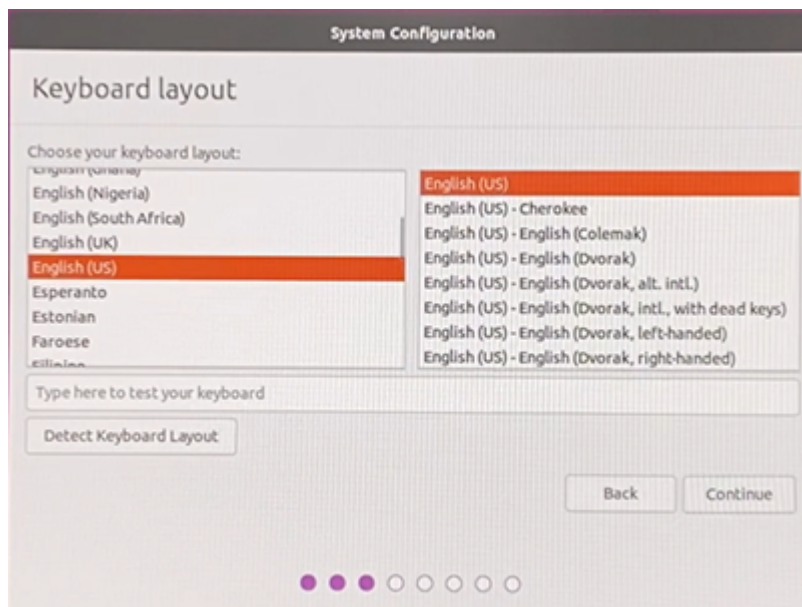 System Configuration
Keyboard layout
Choose your keyboard layout:
English (Ghana)
English (Nigeria)
English (South Africa)
English (UK)
English (US)
Esperanto
Estonian
Faroese
Filipino
English (US)
English (US) - Cherokee
English (US) - English (Colemak)
English (US) - English (Dvorak)
English (US) - English (Dvorak, alt. intl.)
English (US) - English (Dvorak, intl., with dead keys)
English (US) - English (Dvorak, left-handed)
English (US) - English (Dvorak, right-handed)
Type here to test your keyboard
Detect Keyboard Layout
Back
Continue